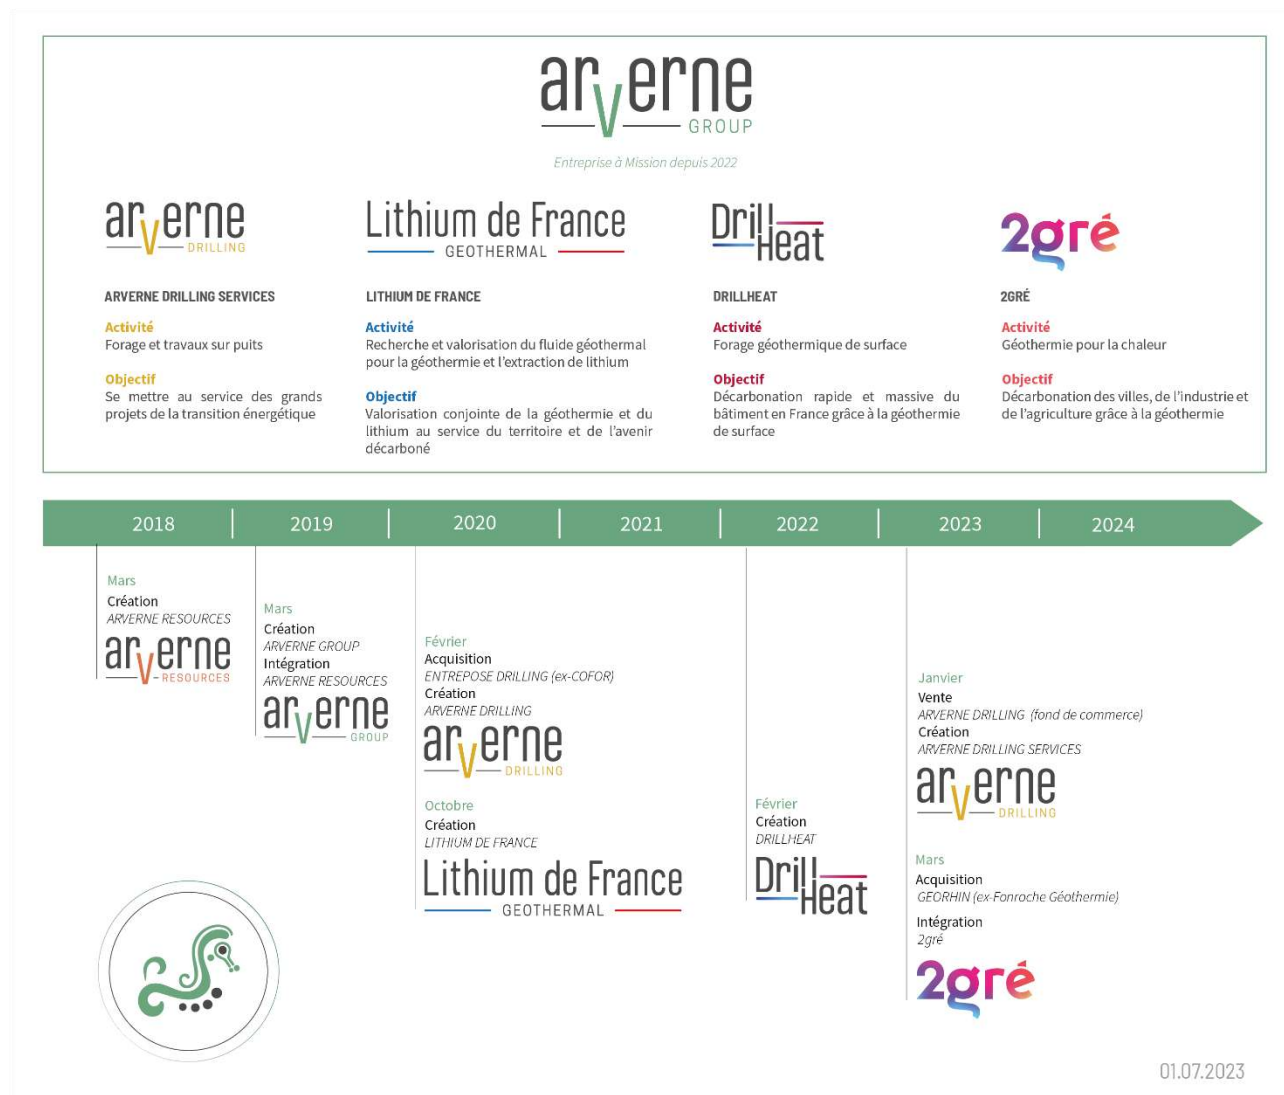 arverne
GROUP
Entreprise à Mission depuis 2022
arverne
DRILLING
ARVERNE DRILLING SERVICES
Activité
Forage et travaux sur puits
Objectif
Se mettre au service des grands
projets de la transition énergétique
Lithium de France
GEOTHERMAL
LITHIUM DE FRANCE
Activité
Recherche et valorisation du fluide géothermal
pour la géothermie et l'extraction de lithium
Objectif
Valorisation conjointe de la géothermie et du
lithium au service du territoire et de l'avenir
décarboné
Drill
Heat
DRILLHEAT
Activité
Forage géothermique de surface
Objectif
Décarbonation rapide et massive du
bâtiment en France grâce à la géothermie
de surface
2gré
2GRÉ
Activité
Géothermie pour la chaleur
Objectif
Décarbonation des villes, de l'industrie et
de l'agriculture grâce à la géothermie
2018 2019 2020 2021 2022 2023 2024
Mars
Création
ARVERNE RESOURCES
arverne
RESOURCES
Mars
Création
ARVERNE GROUP
Intégration
ARVERNE RESOURCES
arverne
GROUP
Février
Acquisition
ENTREPOSE DRILLING (ex-COFOR)
Création
ARVERNE DRILLING
arverne
DRILLING
Octobre
Création
LITHIUM DE FRANCE
Lithium de France
GEOTHERMAL
Février
Création
DRILLHEAT
Drill
Heat
Janvier
Vente
ARVERNE DRILLING (fond de commerce)
Création
ARVERNE DRILLING SERVICES
arverne
DRILLING
Mars
Acquisition
GEORHIN (ex-Fonroche Géothermie)
Intégration
2gré
2gré
01.07.2023